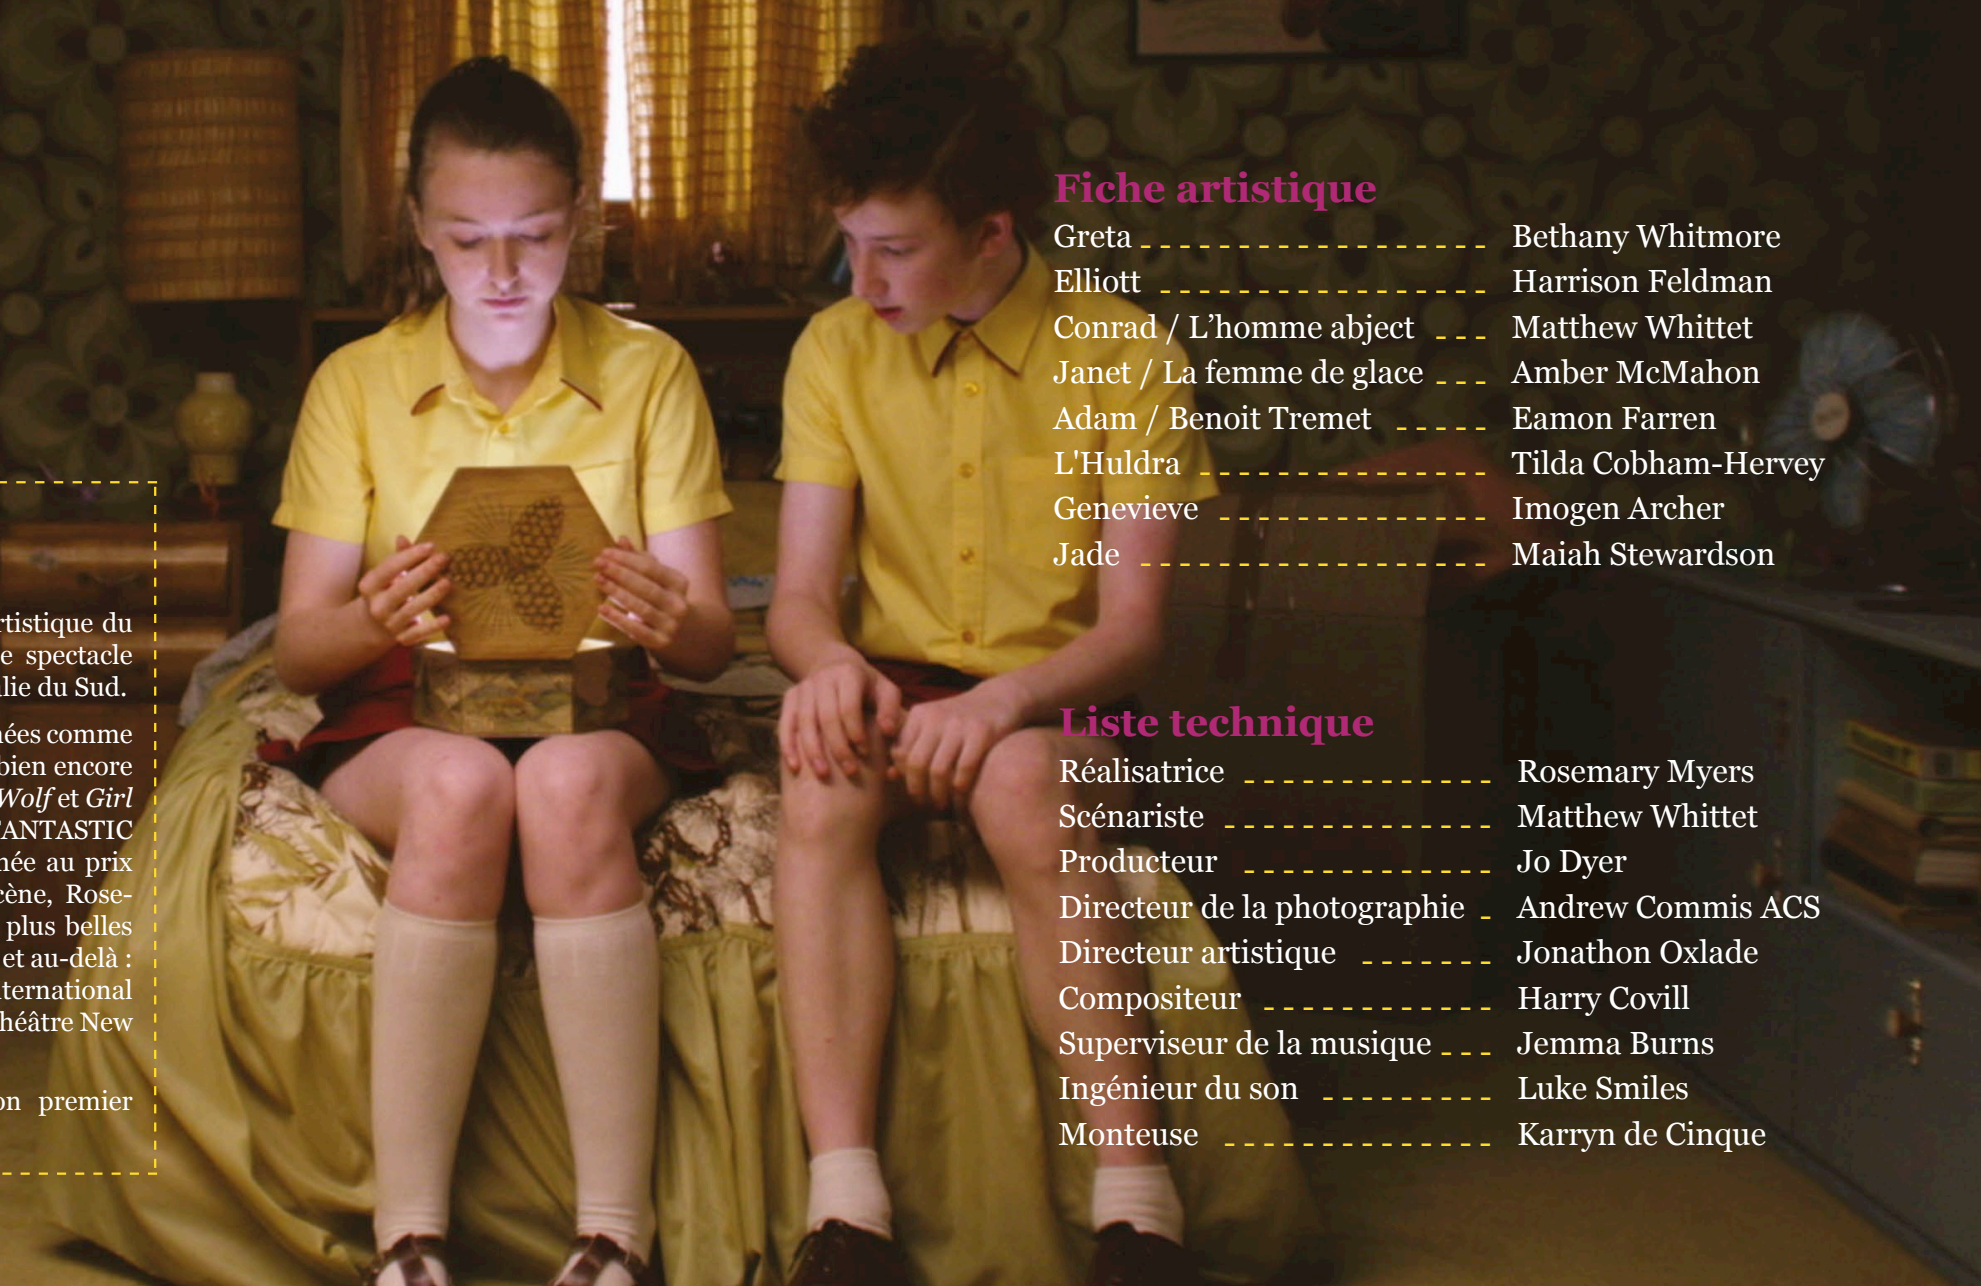 rtistique du
e spectacle
lie du Sud.
nées comme
bien encore
Wolf et Girl
FANTASTIC
née au prix
cène, Rose-
plus belles
et au-delà :
ternational
héâtre New
on premier
Fiche artistique
Greta Bethany Whitmore
Elliott Harrison Feldman
Conrad / L’homme abject Matthew Whittet
Janet / La femme de glace Amber McMahon
Adam / Benoit Tremet Eamon Farren
L'Huldra Tilda Cobham-Hervey
Genevieve Imogen Archer
Jade Maiah Stewardson
Liste technique
Réalisatrice Rosemary Myers
Scénariste Matthew Whittet
Producteur Jo Dyer
Directeur de la photographie Andrew Commis ACS
Directeur artistique Jonathon Oxlade
Compositeur Harry Covill
Superviseur de la musique Jemma Burns
Ingénieur du son Luke Smiles
Monteuse Karryn de Cinque